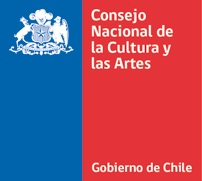 Consejo
Nacional de
la Cultura y
las Artes
Gobierno de Chile